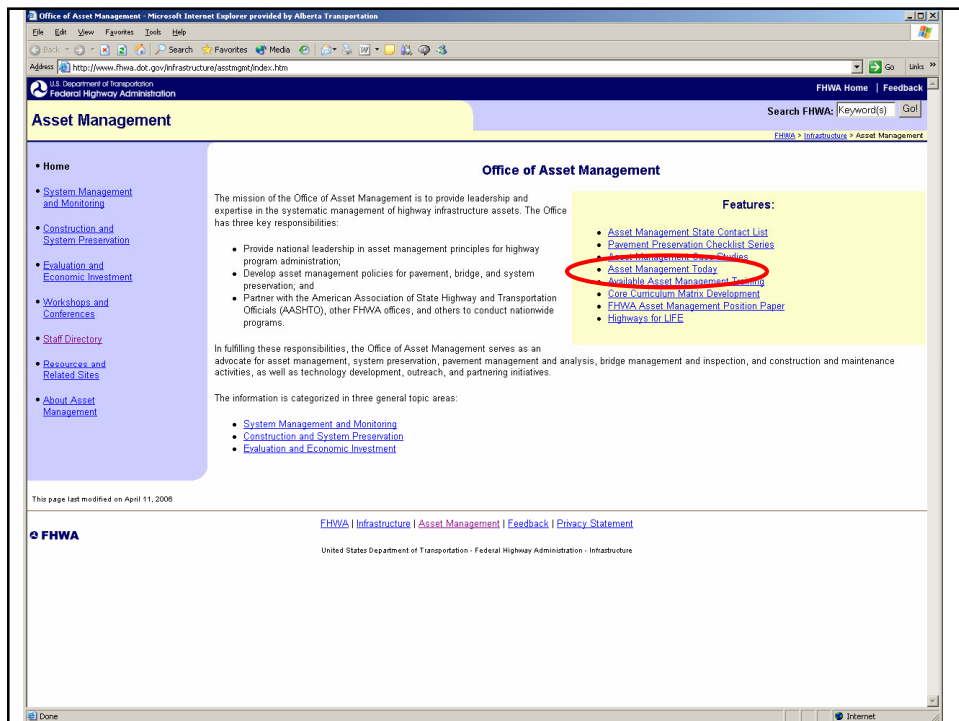 Office of Asset Management - Microsoft Internet Explorer provided by Alberta Transportation
File Edit View Favorites Tools Help
Back Search Favorites Media
Address http://www.fhwa.dot.gov/infrastructure/asstmgmt/index.htm Go Links »
U.S. Department of Transportation
Federal Highway Administration
FHWA Home | Feedback
Asset Management
Search FHWA: Keyword(s) Go!
FHWA > Infrastructure > Asset Management
• Home
• System Management
and Monitoring
• Construction and
System Preservation
• Evaluation and
Economic Investment
• Workshops and
Conferences
• Staff Directory
• Resources and
Related Sites
• About Asset
Management
Office of Asset Management
The mission of the Office of Asset Management is to provide leadership and
expertise in the systematic management of highway infrastructure assets. The Office
has three key responsibilities:
• Provide national leadership in asset management principles for highway
program administration;
• Develop asset management policies for pavement, bridge, and system
preservation; and
• Partner with the American Association of State Highway and Transportation
Officials (AASHTO), other FHWA offices, and others to conduct nationwide
programs.
Features:
• Asset Management State Contact List
• Pavement Preservation Checklist Series
• Asset Management Case Studies
• Asset Management Today
• Available Asset Management Training
• Core Curriculum Matrix Development
• FHWA Asset Management Position Paper
• Highways for LIFE
In fulfilling these responsibilities, the Office of Asset Management serves as an
advocate for asset management, system preservation, pavement management and analysis, bridge management and inspection, and construction and maintenance
activities, as well as technology development, outreach, and partnering initiatives.
The information is categorized in three general topic areas:
• System Management and Monitoring
• Construction and System Preservation
• Evaluation and Economic Investment
This page last modified on April 11, 2006
FHWA | Infrastructure | Asset Management | Feedback | Privacy Statement
FHWA
United States Department of Transportation - Federal Highway Administration - Infrastructure
Done Internet